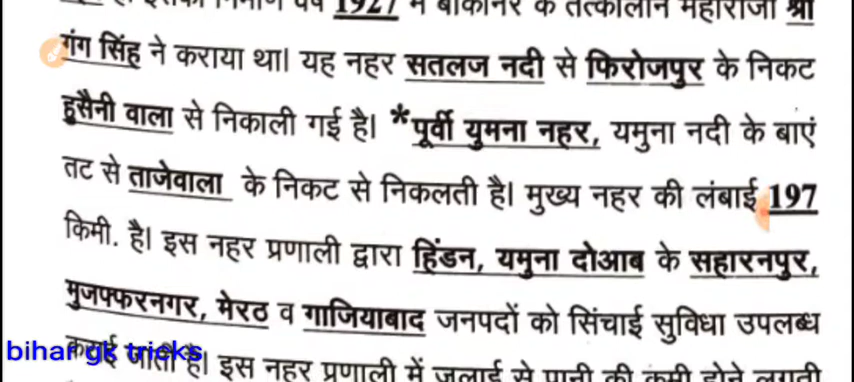 निर्माण वर्ष 1927 में बीकानेर के तत्कालीन महाराजा श्री
गंग सिंह ने कराया था। यह नहर सतलज नदी से फिरोजपुर के निकट
हुसैनी वाला से निकाली गई है। *पूर्वी युमना नहर, यमुना नदी के बाएं
तट से ताजेवाला के निकट से निकलती है। मुख्य नहर की लंबाई 197
किमी. है। इस नहर प्रणाली द्वारा हिंडन, यमुना दोआब के सहारनपुर,
मुजफ्फरनगर, मेरठ व गाजियाबाद जनपदों को सिंचाई सुविधा उपलब्ध
कराई जाती है। इस नहर प्रणाली में जुलाई से पानी की कमी होने लगती
bihar gk tricks